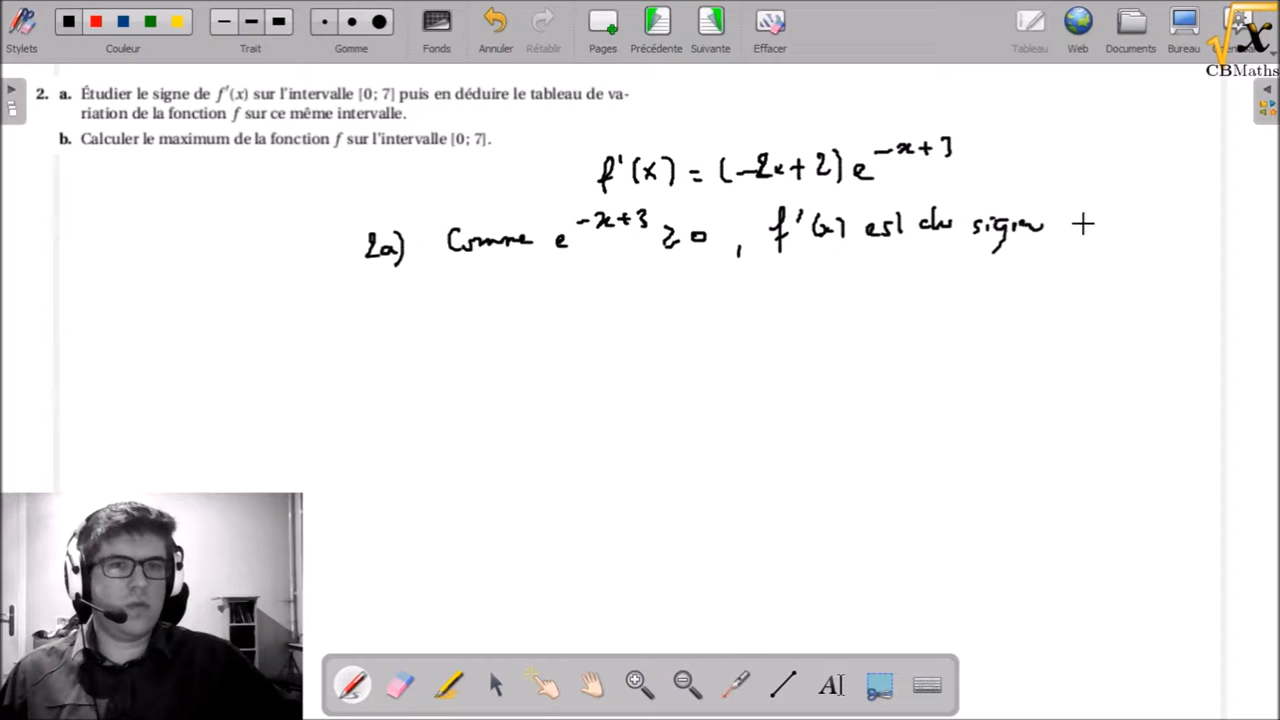 Stylets Couleur Trait Gomme Fonds Annuler Rétablir Pages Précédente Suivante Effacer Tableau Web Documents Bureau
CBMaths
2. a. Étudier le signe de f'(x) sur l'intervalle [0; 7] puis en déduire le tableau de va-
riation de la fonction f sur ce même intervalle.
b. Calculer le maximum de la fonction f sur l'intervalle [0; 7].
f'(x) = (-2x+2) e^{-x+3}
2a) Comme e^{-x+3} ≥ 0 , f'(x) est du signe